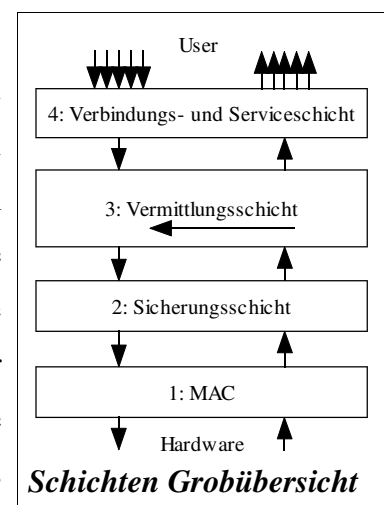 User
4: Verbindungs- und Serviceschicht
3: Vermittlungsschicht
2: Sicherungsschicht
1: MAC
Hardware
Schichten Grobübersicht